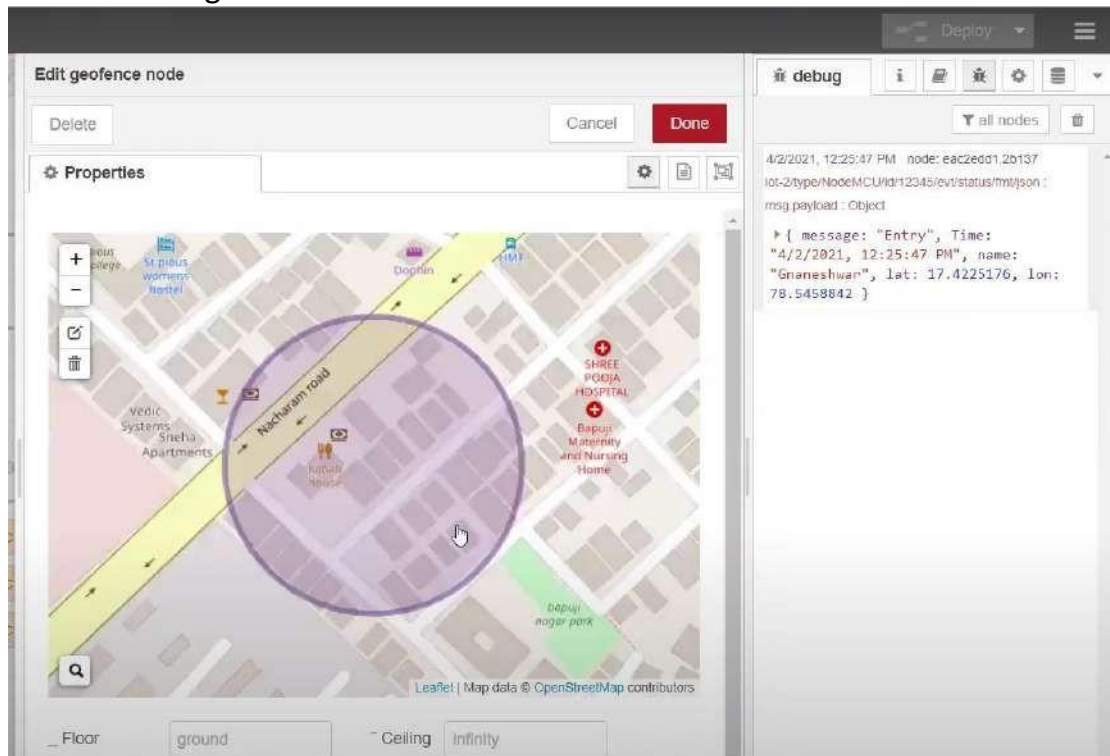 Deploy
Edit geofence node
debug
i
Delete
Cancel
Done
all nodes
Properties
4/2/2021, 12:25:47 PM node: eac2edd1.2b137
iot-2/type/NodeMCU/id/12345/evt/status/fmt/json :
msg.payload : Object
{ message: "Entry", Time:
"4/2/2021, 12:25:47 PM", name:
"Gnaneshwar", lat: 17.4225176, lon:
78.5458842 }
+
−
St pious
womens
hostel
Dolphin
HMT
SHREE
POOJA
HOSPITAL
Bapuji
Maternity
and Nursing
Home
Nacharam road
Vedic
Systems
Sneha
Apartments
Kabab
house
bapuji
nagar park
Leaflet | Map data © OpenStreetMap contributors
Floor
ground
Ceiling
infinity